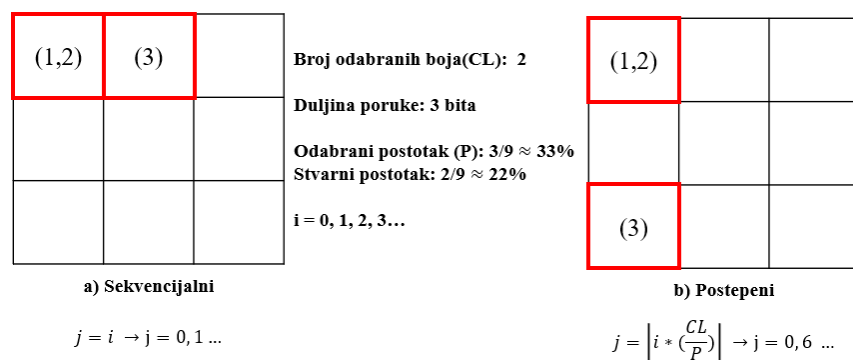 (1,2) (3)
Broj odabranih boja(CL): 2
Duljina poruke: 3 bita
Odabrani postotak (P): 3/9 ≈ 33%
Stvarni postotak: 2/9 ≈ 22%
i = 0, 1, 2, 3…
a) Sekvencijalni
j = i → j = 0, 1 …
(1,2)
(3)
b) Postepeni
j = |i * (CL/P)| → j = 0, 6 …